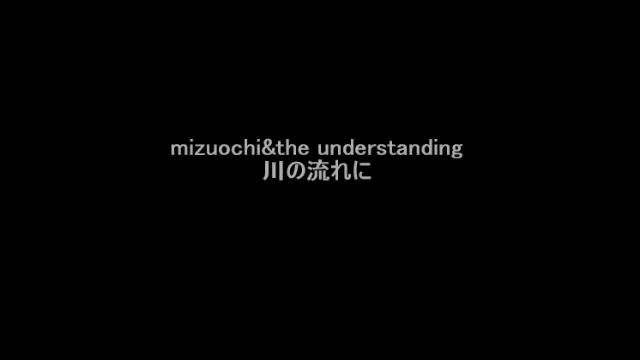 mizuochi&the understanding
川の流れに